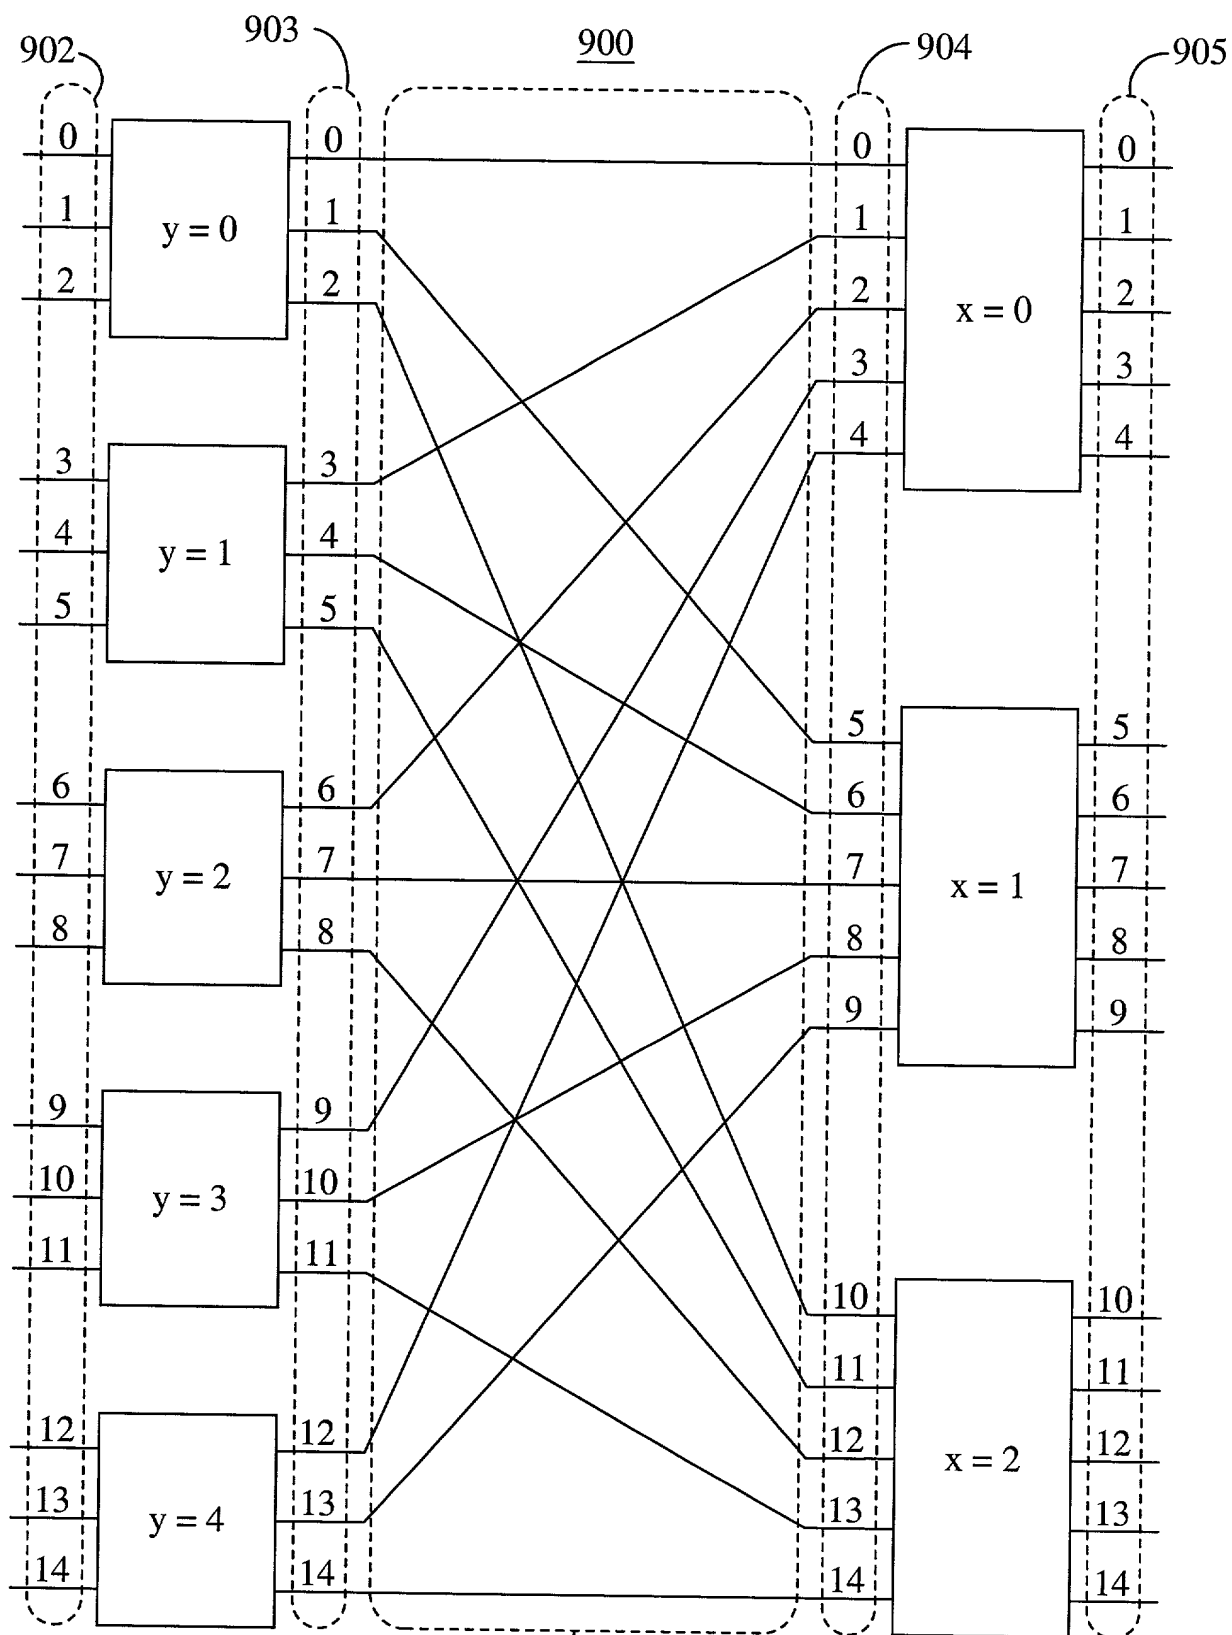 902
903
900
904
905
0 0 0 0
1 y = 0 1 1 1
2 2 2 x = 0 2
3 3
4 4
3 3
4 y = 1 4
5 5
5 5
6 6
6 6
7 y = 2 7 7 x = 1 7
8 8 8 8
9 9
9 9
10 y = 3 10
11 11
10 10
11 11
12 12 12 x = 2 12
13 y = 4 13 13 13
14 14 14 14